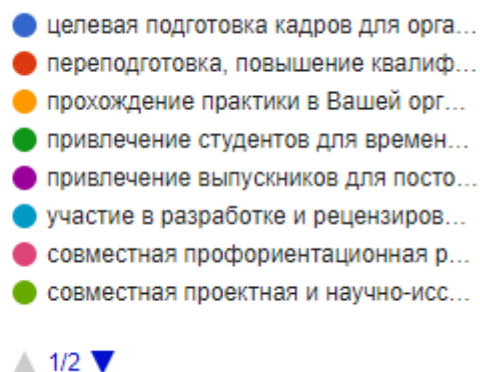 целевая подготовка кадров для орга...
переподготовка, повышение квалиф...
прохождение практики в Вашей орг...
привлечение студентов для времен...
привлечение выпускников для посто...
участие в разработке и рецензиров...
совместная профориентационная р...
совместная проектная и научно-исс...
1/2